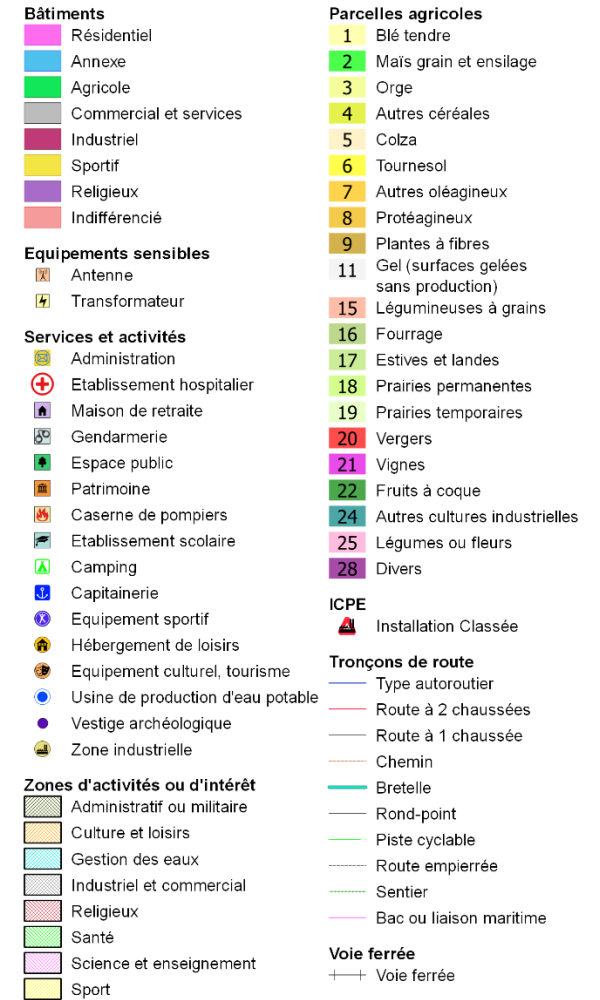 Bâtiments
Résidentiel
Annexe
Agricole
Commercial et services
Industriel
Sportif
Religieux
Indifférencié
Equipements sensibles
Antenne
Transformateur
Services et activités
Administration
Etablissement hospitalier
Maison de retraite
Gendarmerie
Espace public
Patrimoine
Caserne de pompiers
Etablissement scolaire
Camping
Capitainerie
Equipement sportif
Hébergement de loisirs
Equipement culturel, tourisme
Usine de production d'eau potable
Vestige archéologique
Zone industrielle
Zones d'activités ou d'intérêt
Administratif ou militaire
Culture et loisirs
Gestion des eaux
Industriel et commercial
Religieux
Santé
Science et enseignement
Sport
Parcelles agricoles
1 Blé tendre
2 Maïs grain et ensilage
3 Orge
4 Autres céréales
5 Colza
6 Tournesol
7 Autres oléagineux
8 Protéagineux
9 Plantes à fibres
11 Gel (surfaces gelées
sans production)
15 Légumineuses à grains
16 Fourrage
17 Estives et landes
18 Prairies permanentes
19 Prairies temporaires
20 Vergers
21 Vignes
22 Fruits à coque
24 Autres cultures industrielles
25 Légumes ou fleurs
28 Divers
ICPE
Installation Classée
Tronçons de route
Type autoroutier
Route à 2 chaussées
Route à 1 chaussée
Chemin
Bretelle
Rond-point
Piste cyclable
Route empierrée
Sentier
Bac ou liaison maritime
Voie ferrée
Voie ferrée